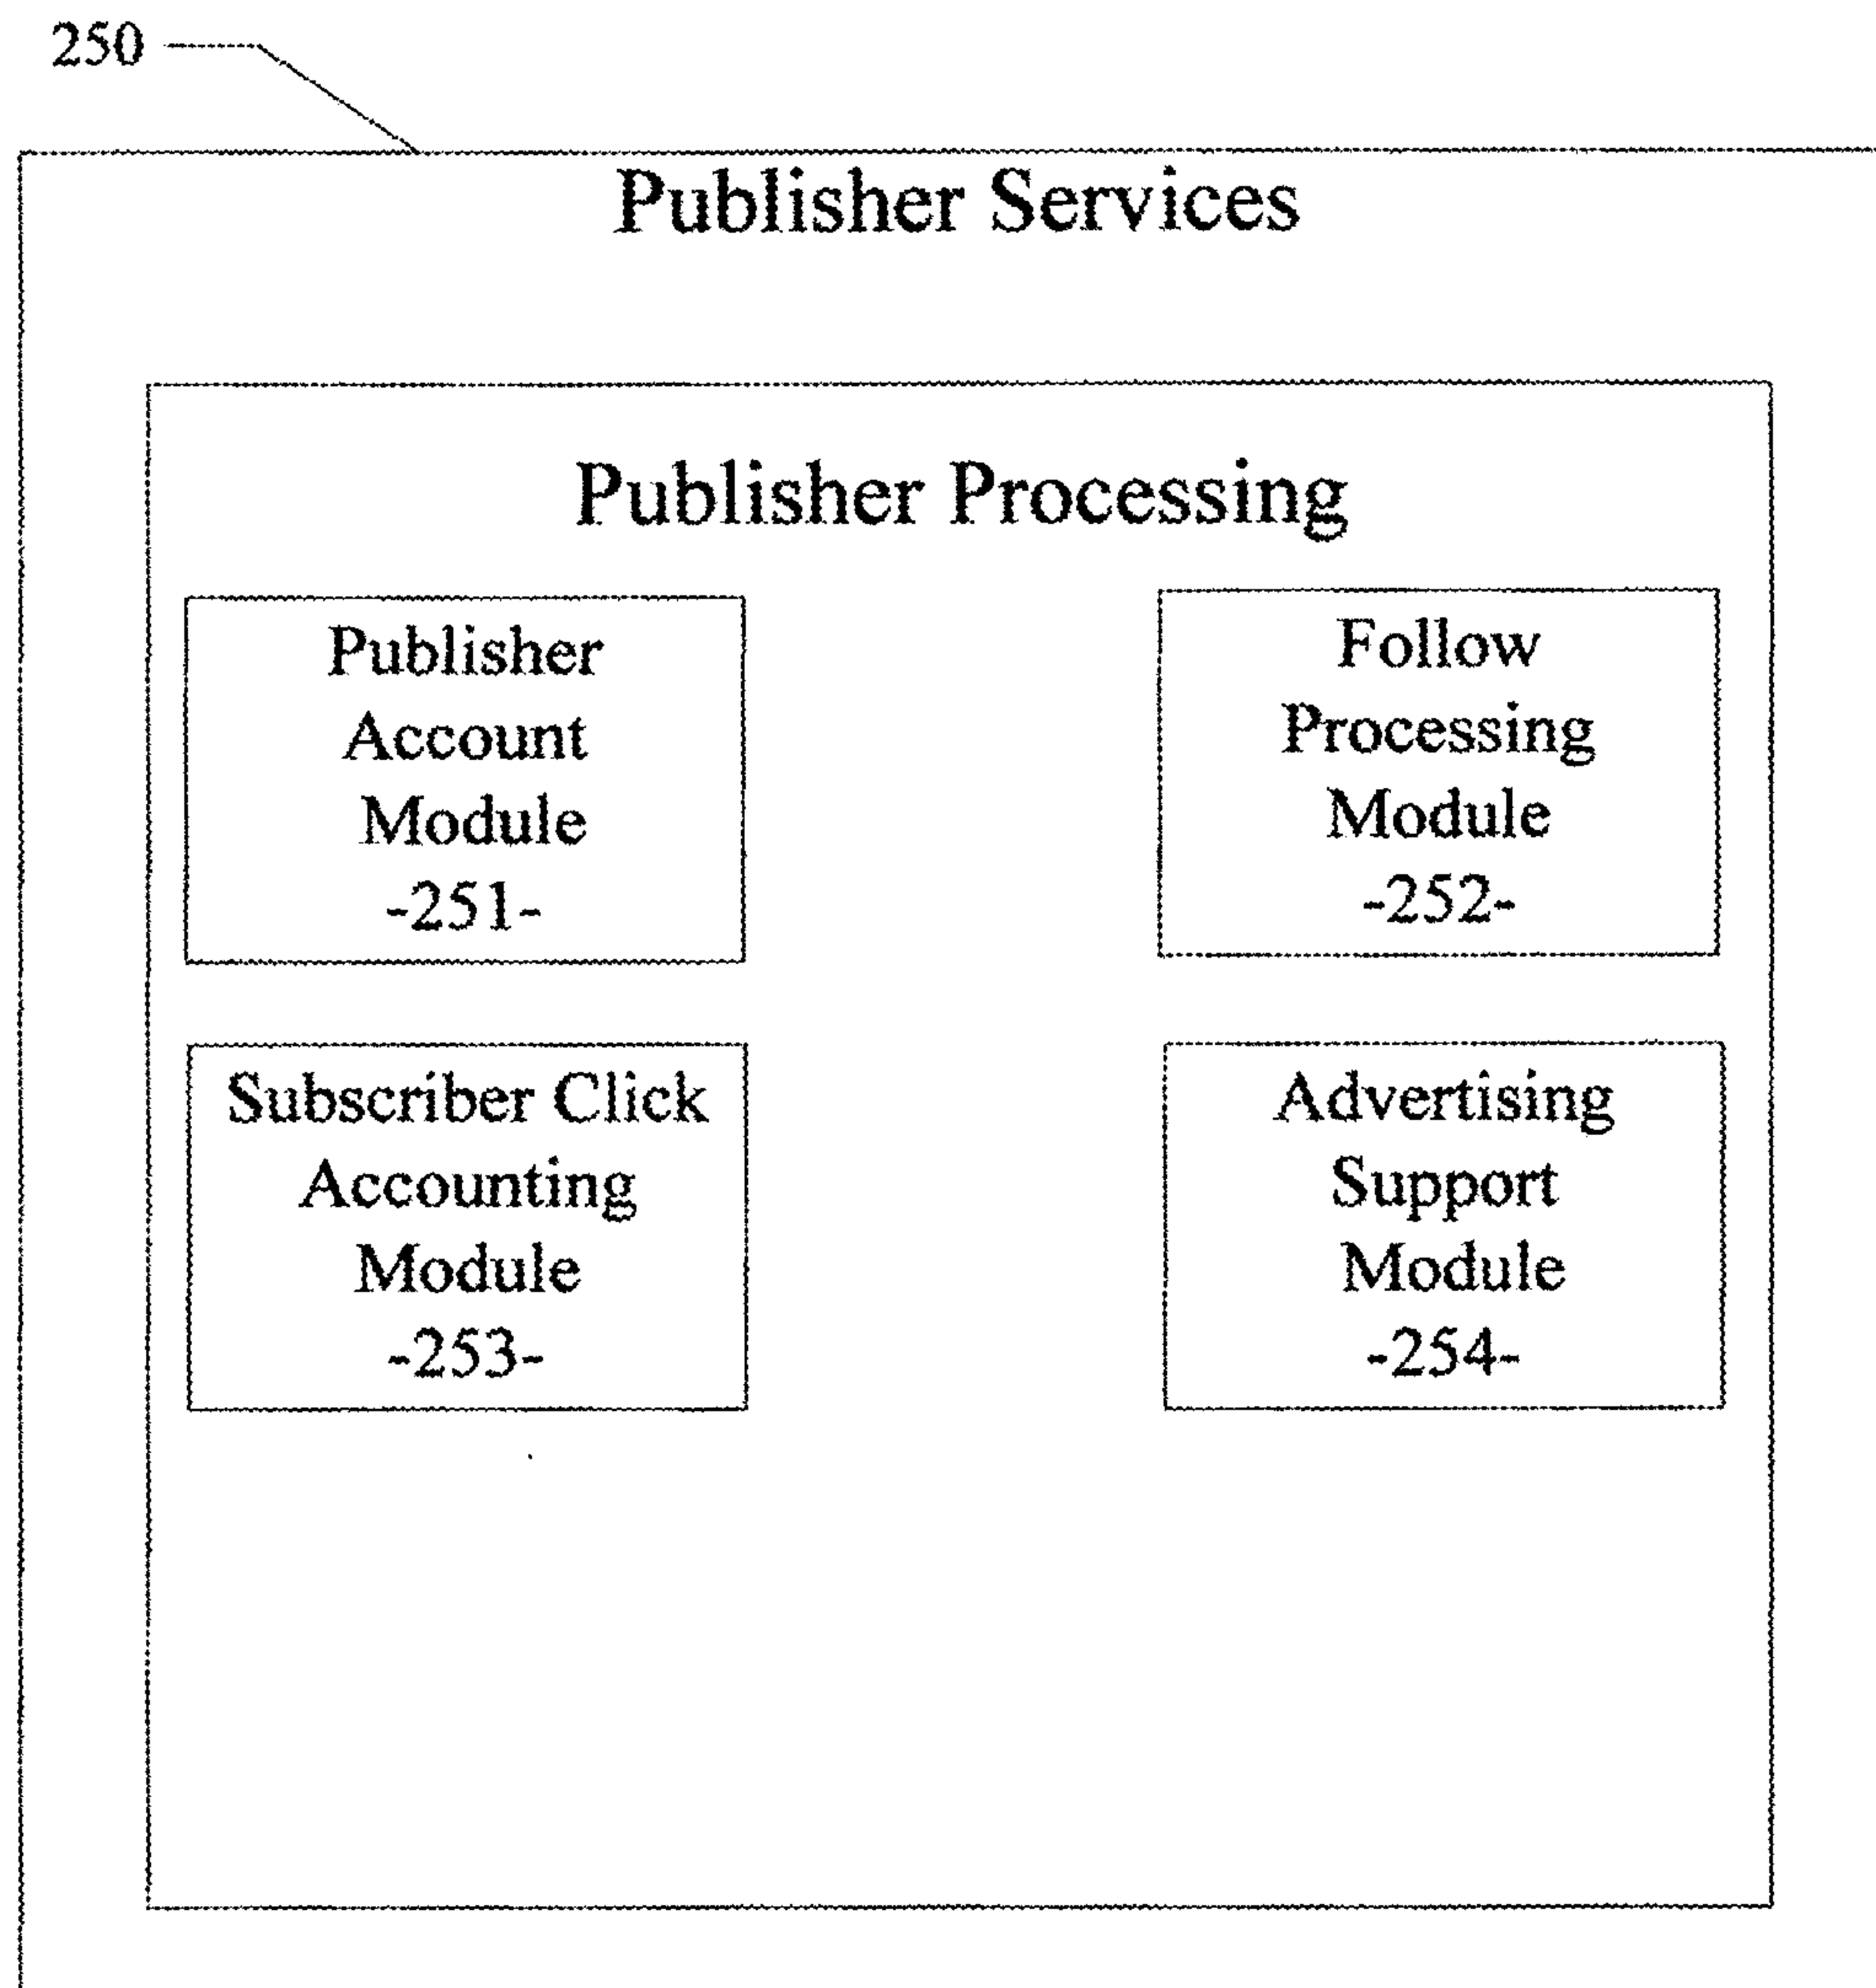 250
Publisher Services
Publisher Processing
Publisher
Account
Module
-251-
Follow
Processing
Module
-252-
Subscriber Click
Accounting
Module
-253-
Advertising
Support
Module
-254-